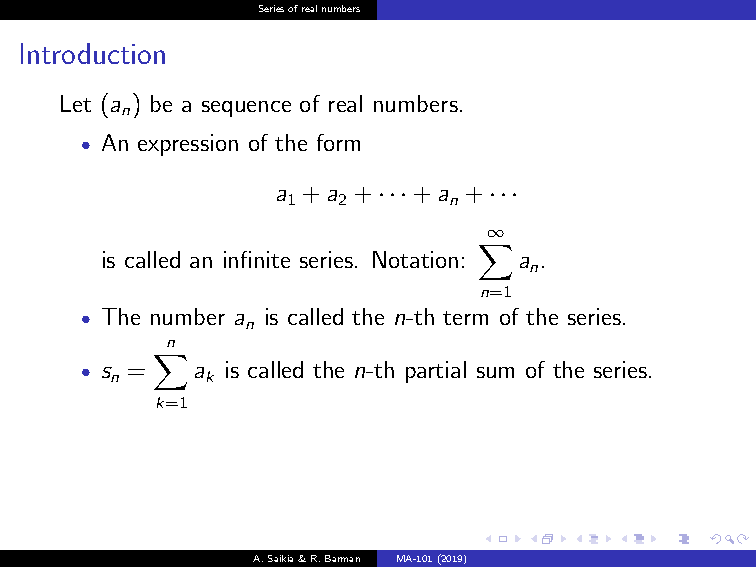 Series of real numbers
Introduction
Let (aₙ) be a sequence of real numbers.
• An expression of the form
a₁ + a₂ + ⋯ + aₙ + ⋯
is called an infinite series. Notation: ∑_{n=1}^{∞} aₙ.
• The number aₙ is called the n-th term of the series.
• sₙ = ∑_{k=1}^{n} aₖ is called the n-th partial sum of the series.
A. Saikia & R. Barman MA-101 (2019)